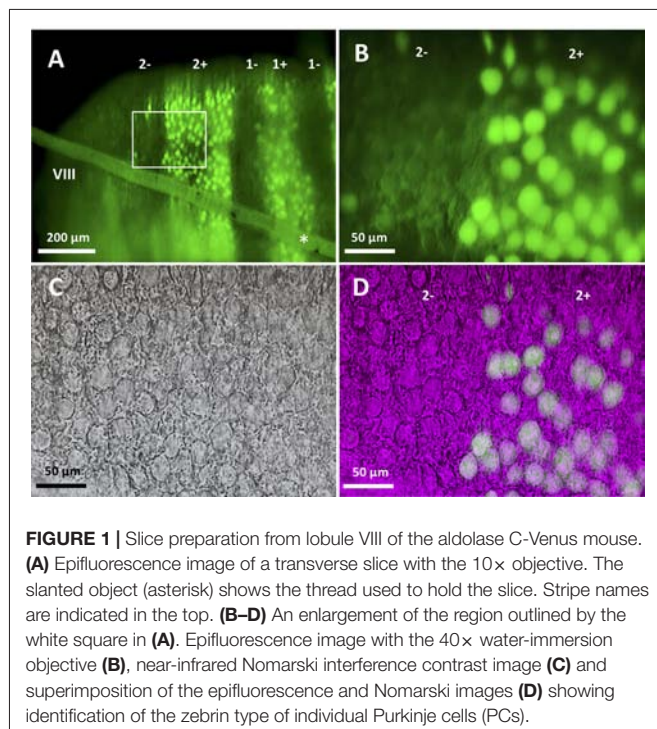 A
2-
2+
1-
1+
1-
VIII
*
200 µm
B
2-
2+
50 µm
C
50 µm
D
2-
2+
50 µm
FIGURE 1 | Slice preparation from lobule VIII of the aldolase C-Venus mouse.
(A) Epifluorescence image of a transverse slice with the 10× objective. The
slanted object (asterisk) shows the thread used to hold the slice. Stripe names
are indicated in the top. (B–D) An enlargement of the region outlined by the
white square in (A). Epifluorescence image with the 40× water-immersion
objective (B), near-infrared Nomarski interference contrast image (C) and
superimposition of the epifluorescence and Nomarski images (D) showing
identification of the zebrin type of individual Purkinje cells (PCs).